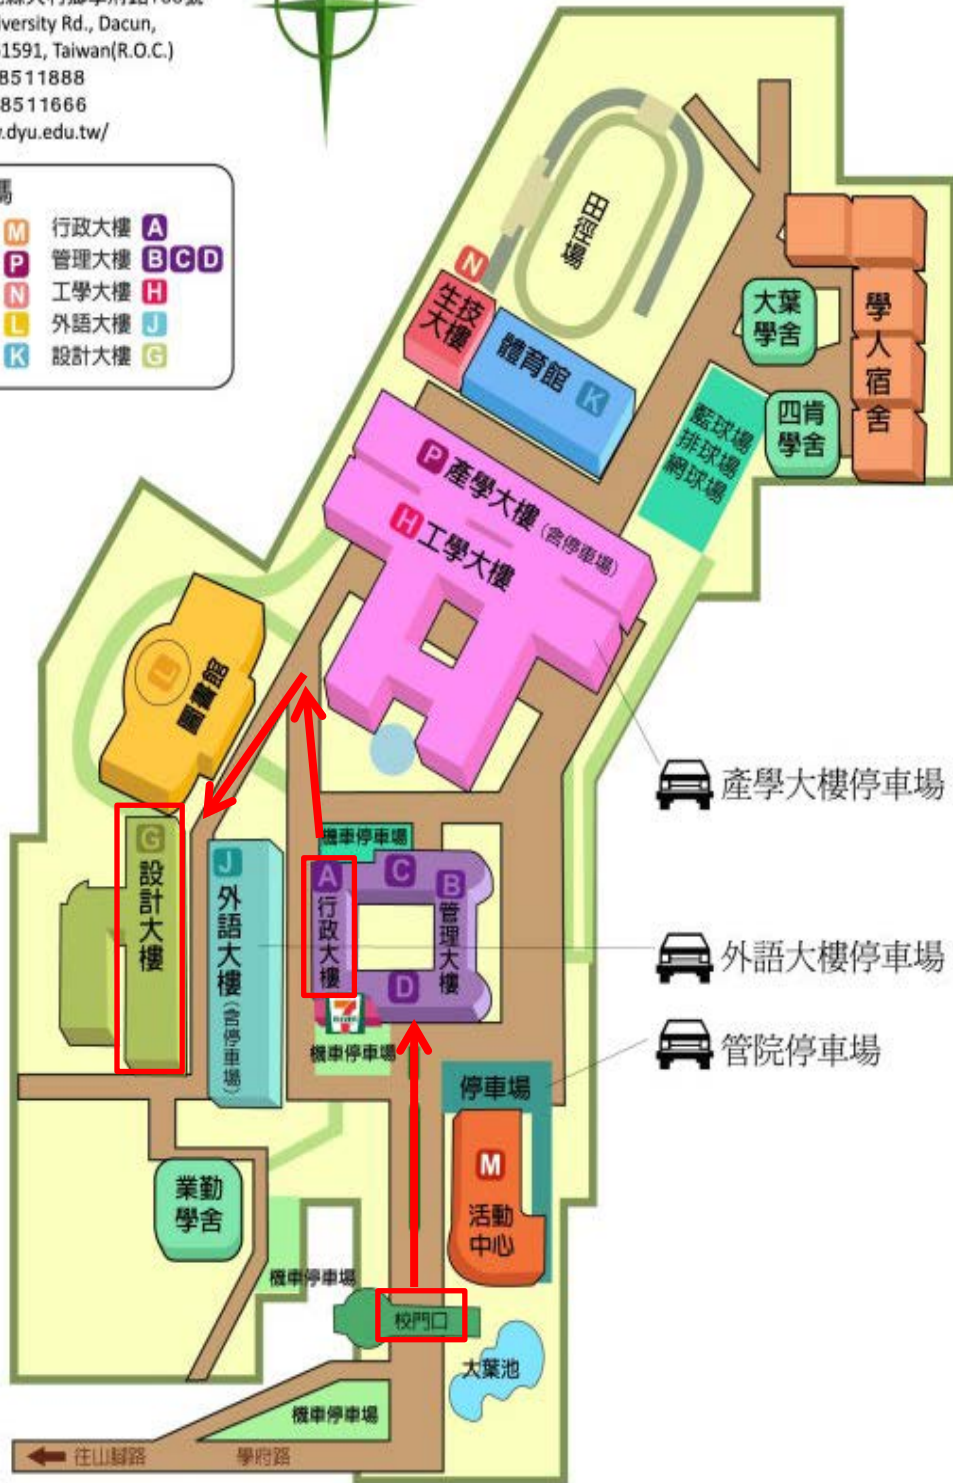 Rd., Dacun,
Taiwan(R.O.C.)
8511888
8511666
.dyu.edu.tw/
M 行政大樓 A
P 管理大樓 B C D
N 工學大樓 H
L 外語大樓 J
K 設計大樓 G
田徑場
N
生技
大樓
體育館 K
大葉
學舍
學人宿舍
四肯
學舍
籃球場
排球場
網球場
P 產學大樓 (含停車場)
H 工學大樓
L
圖書館
產學大樓停車場
G
設計大樓
J
外語大樓(含停車場)
機車停車場
A
行政大樓
C
B
管理大樓
D
外語大樓停車場
機車停車場
管院停車場
停車場
M
活動
中心
業勤
學舍
機車停車場
校門口
大葉池
機車停車場
往山腳路
學府路